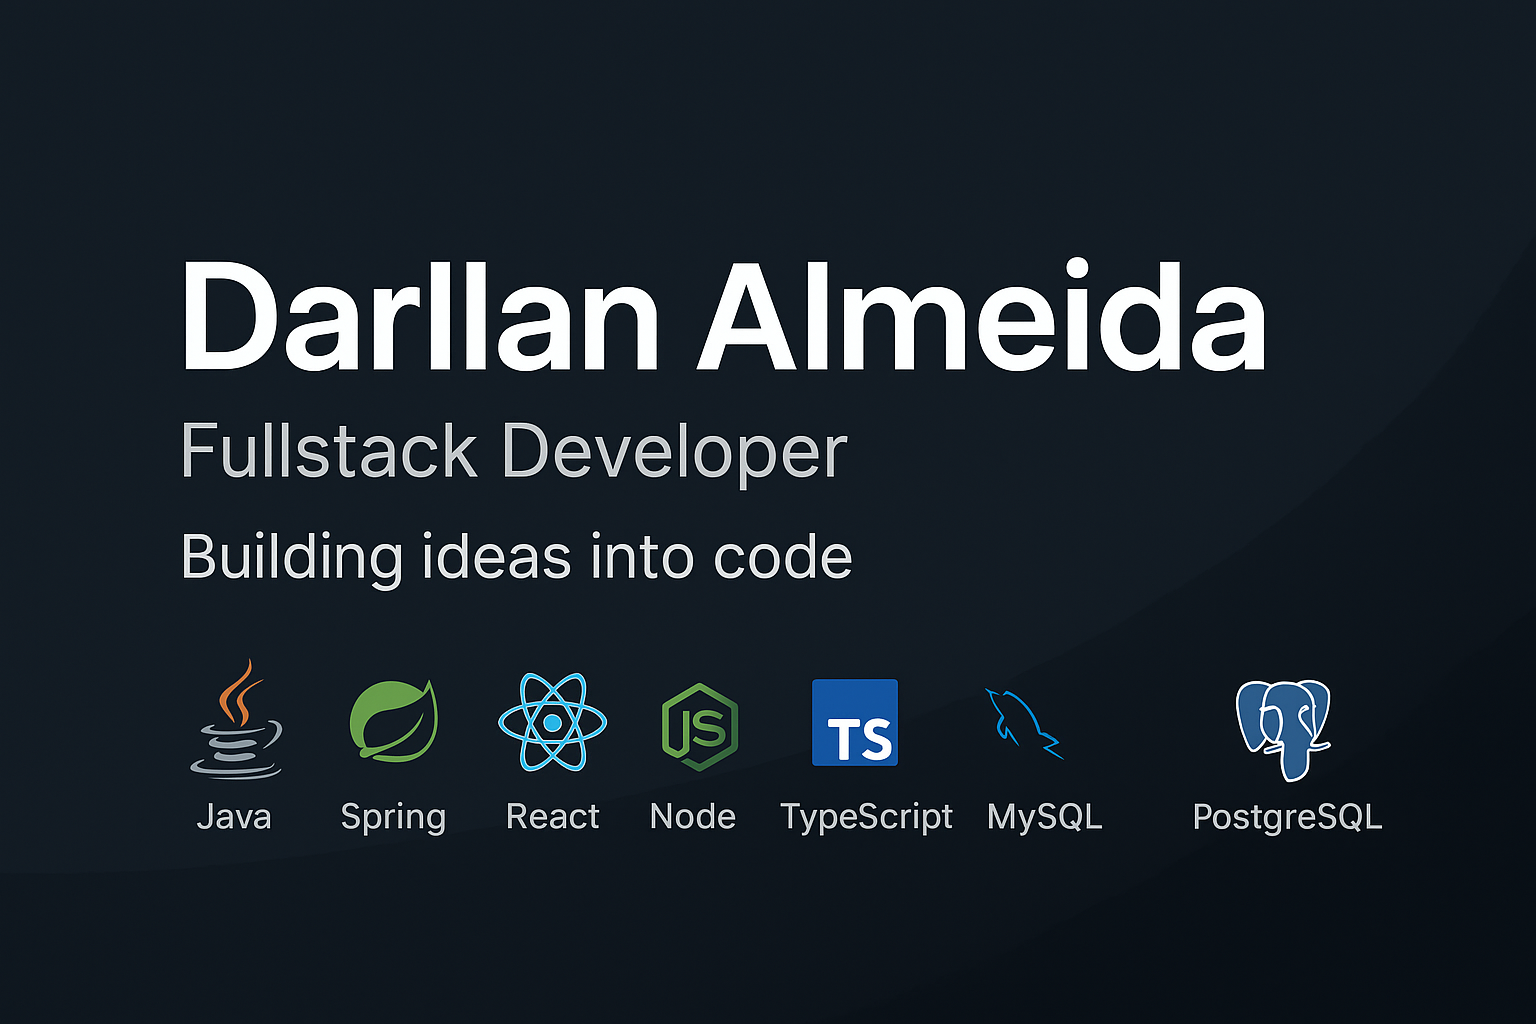 Darllan Almeida
Fullstack Developer
Building ideas into code
JS
TS
Java Spring React Node TypeScript MySQL PostgreSQL